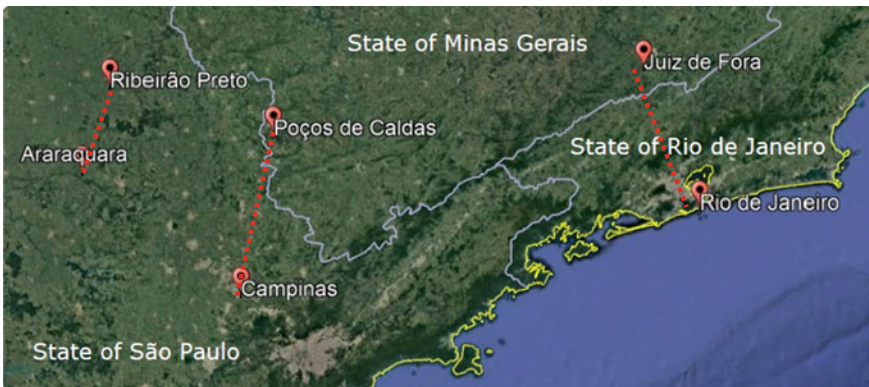 State of Minas Gerais
Juiz de Fora
Ribeirão Preto
Poços de Caldas
Araraquara
State of Rio de Janeiro
Rio de Janeiro
Campinas
State of São Paulo